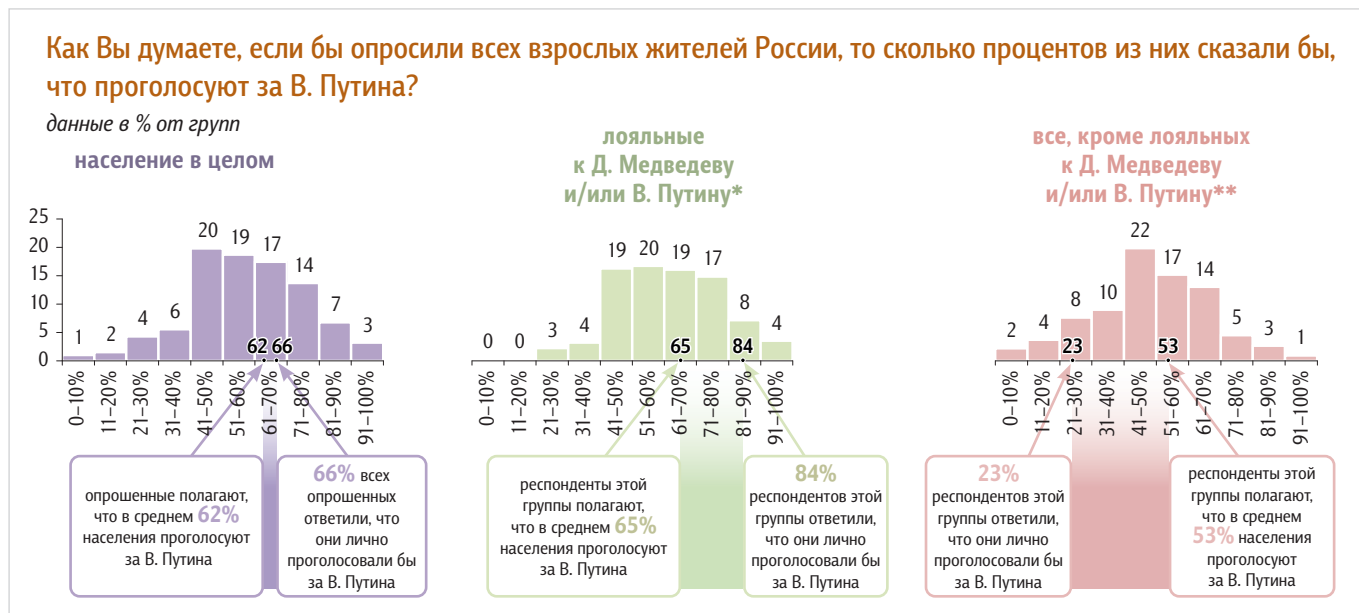 Как Вы думаете, если бы опросили всех взрослых жителей России, то сколько процентов из них сказали бы,
что проголосуют за В. Путина?
данные в % от групп
население в целом
25
20
15
10
5
0
1 2 4 6 20 19 17 14 7 3
62 66
0–10% 11–20% 21–30% 31–40% 41–50% 51–60% 61–70% 71–80% 81–90% 91–100%
опрошенные полагают,
что в среднем 62%
населения проголосуют
за В. Путина
66% всех
опрошенных
ответили, что
они лично
проголосовали бы
за В. Путина
лояльные
к Д. Медведеву
и/или В. Путину*
0 0 3 4 19 20 19 17 8 4
65 84
0–10% 11–20% 21–30% 31–40% 41–50% 51–60% 61–70% 71–80% 81–90% 91–100%
респонденты этой
группы полагают,
что в среднем 65%
населения проголосуют
за В. Путина
84%
респондентов этой
группы ответили,
что они лично
проголосовали бы
за В. Путина
все, кроме лояльных
к Д. Медведеву
и/или В. Путину**
2 4 8 10 22 17 14 5 3 1
23 53
0–10% 11–20% 21–30% 31–40% 41–50% 51–60% 61–70% 71–80% 81–90% 91–100%
23%
респондентов этой
группы ответили,
что они лично
проголосовали бы
за В. Путина
респонденты этой
группы полагают,
что в среднем
53% населения
проголосуют
за В. Путина